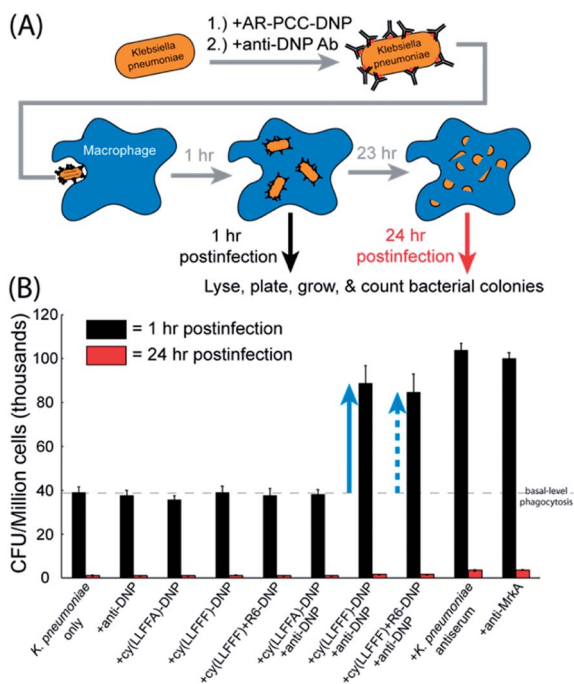 (A)
1.) +AR-PCC-DNP
2.) +anti-DNP Ab
Klebsiella
pneumoniae
Klebsiella
pneumoniae
Macrophage
1 hr
23 hr
1 hr
postinfection
24 hr
postinfection
Lyse, plate, grow, & count bacterial colonies
(B)
= 1 hr postinfection
= 24 hr postinfection
CFU/Million cells (thousands)
120
100
80
60
40
20
0
basal-level
phagocytosis
K. pneumoniae
only
+anti-DNP
+cy(LLFFA)-DNP
+cy(LLFFF)-DNP
+cy(LLFFF)+R6-DNP
+cy(LLFFA)-DNP
+anti-DNP
+cy(LLFFF)-DNP
+anti-DNP
+cy(LLFFF)+R6-DNP
+anti-DNP
+K. pneumoniae
antiserum
+anti-MrkA